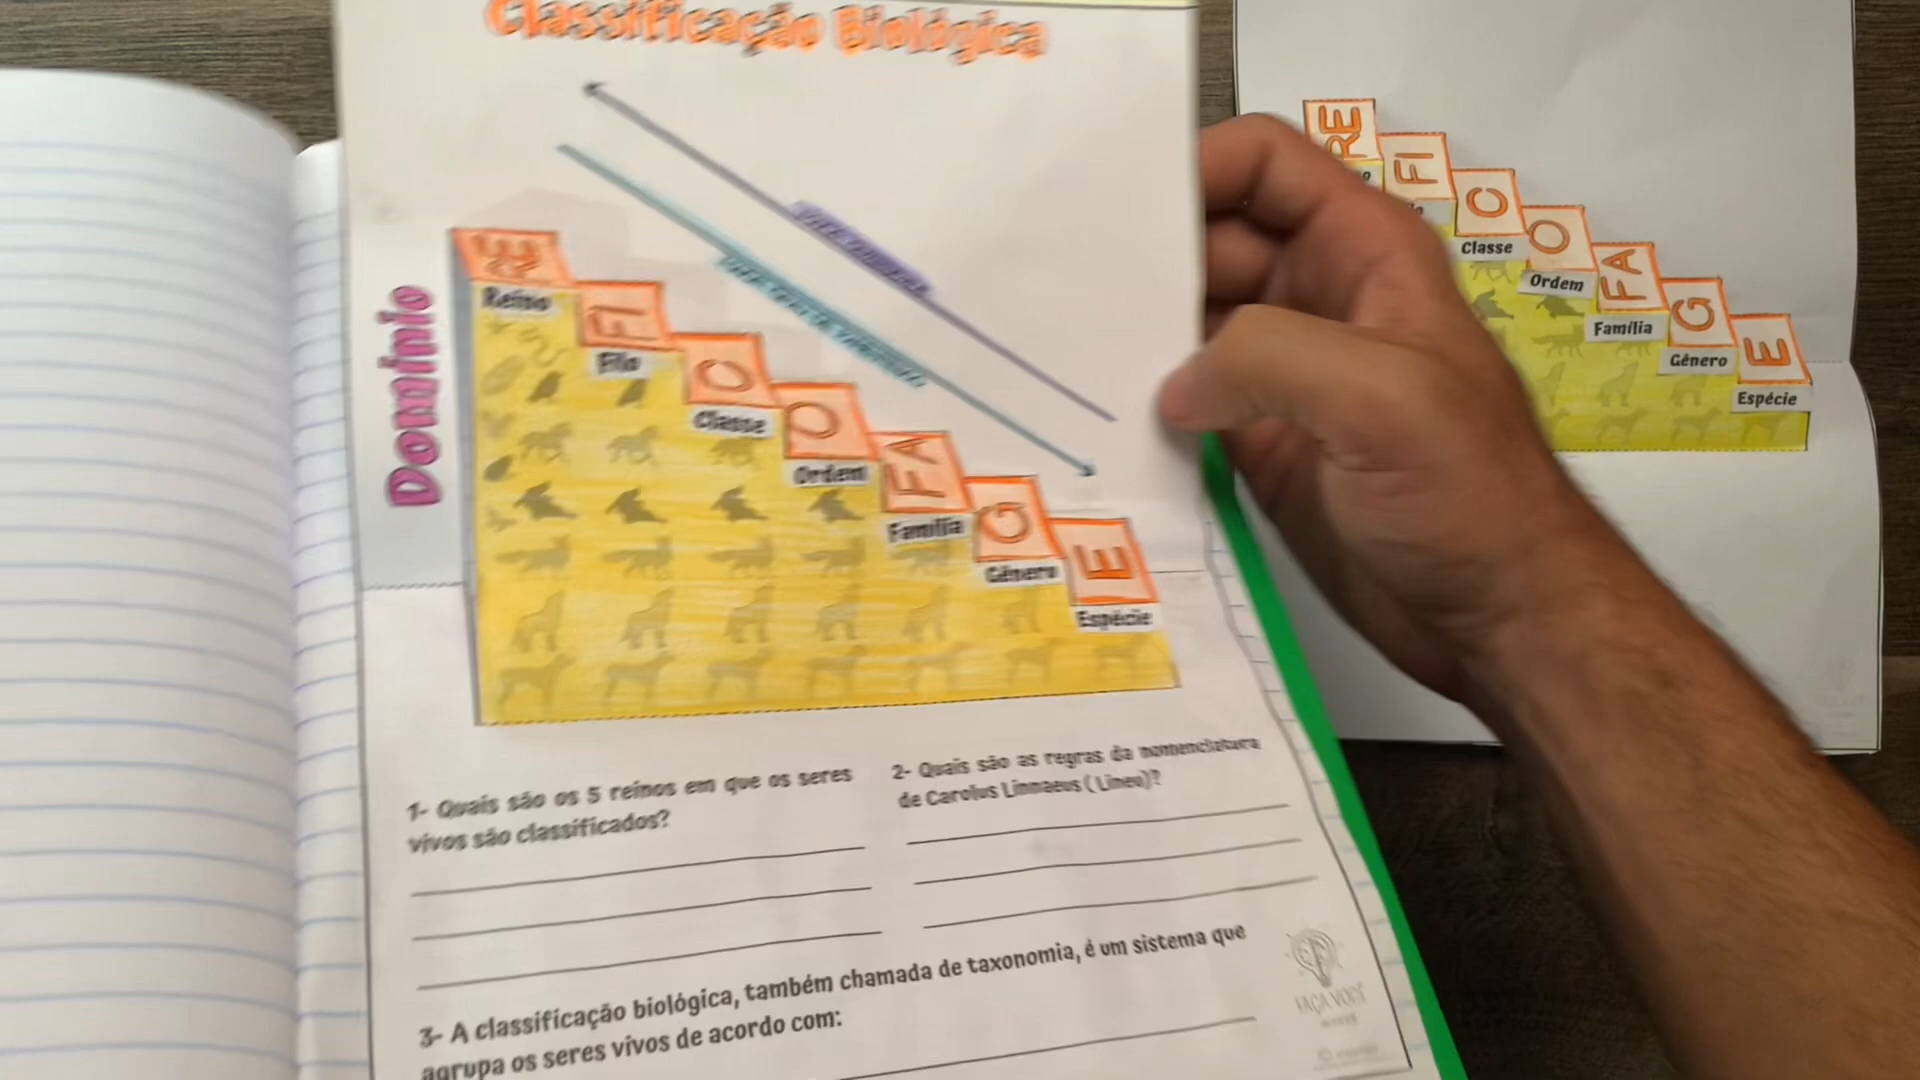 Classificação Biológica
Domínio
RE
Reino
FI
Filo
C
Classe
O
Ordem
FA
Família
G
Gênero
E
Espécie
1- Quais são os 5 reinos em que os seres
vivos são classificados?
2- Quais são as regras da nomenclatura
de Carolus Linnaeus ( Lineu)?
3- A classificação biológica, também chamada de taxonomia, é um sistema que
agrupa os seres vivos de acordo com:
FAÇA VOCÊ
RE
FI
C
Classe
O
Ordem
FA
Família
G
Gênero
E
Espécie